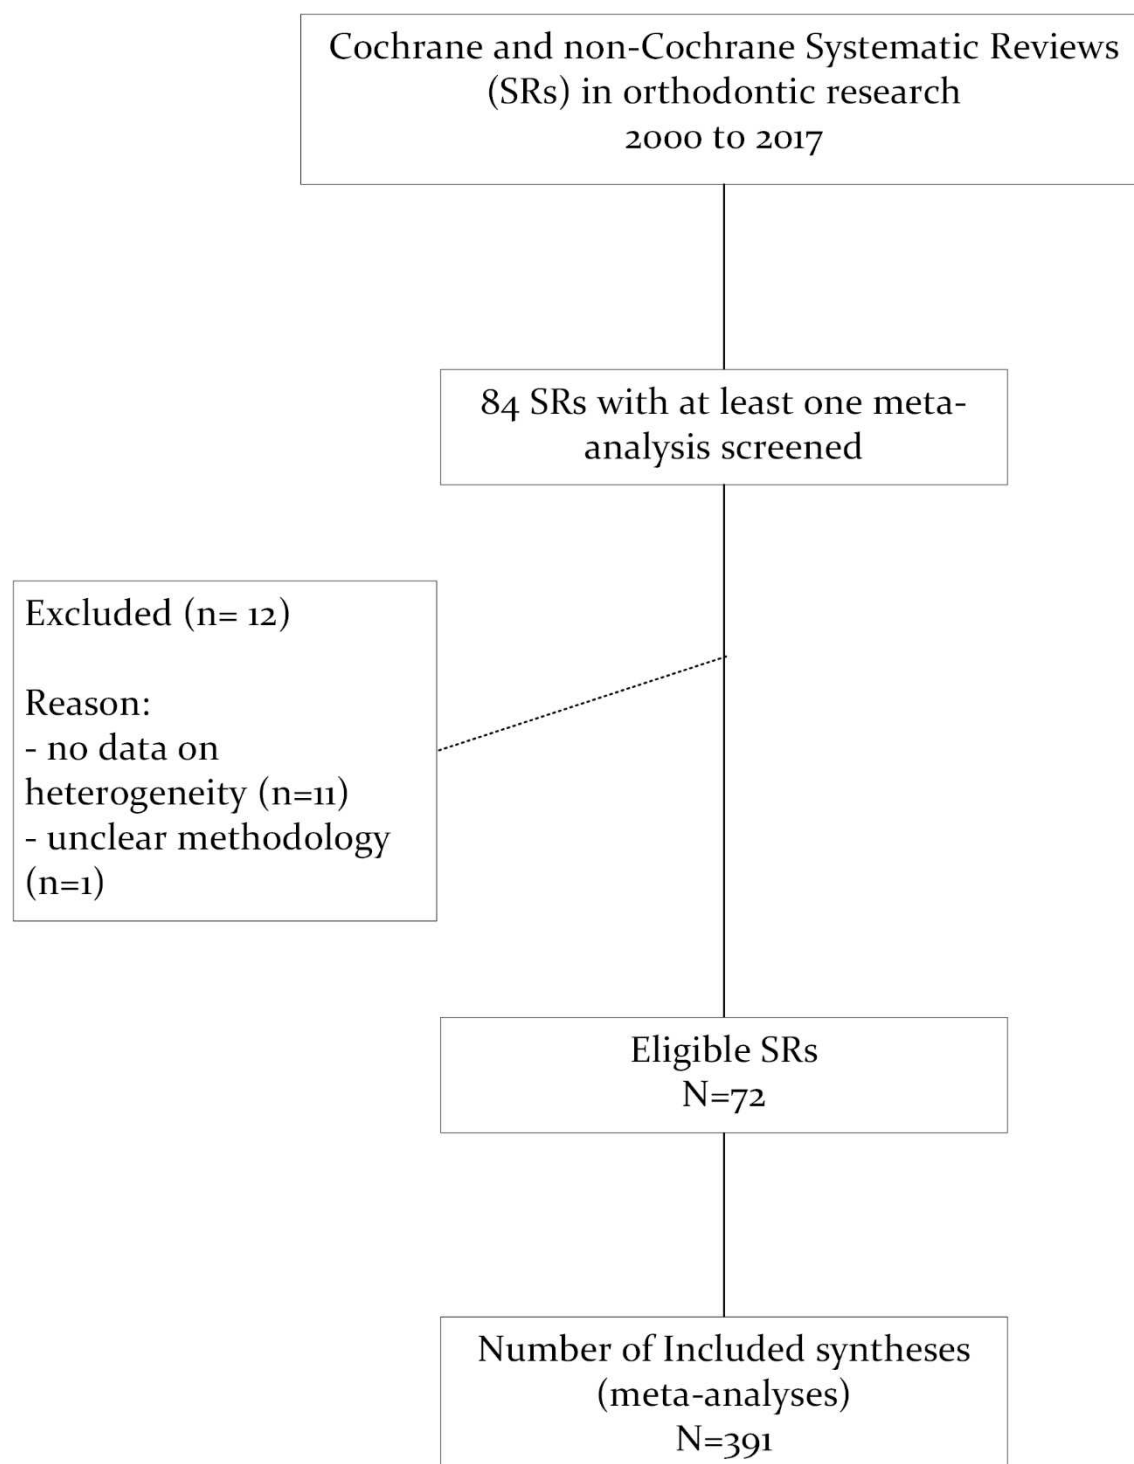 Cochrane and non-Cochrane Systematic Reviews
(SRs) in orthodontic research
2000 to 2017
84 SRs with at least one meta-
analysis screened
Excluded (n= 12)
Reason:
- no data on
heterogeneity (n=11)
- unclear methodology
(n=1)
Eligible SRs
N=72
Number of Included syntheses
(meta-analyses)
N=391